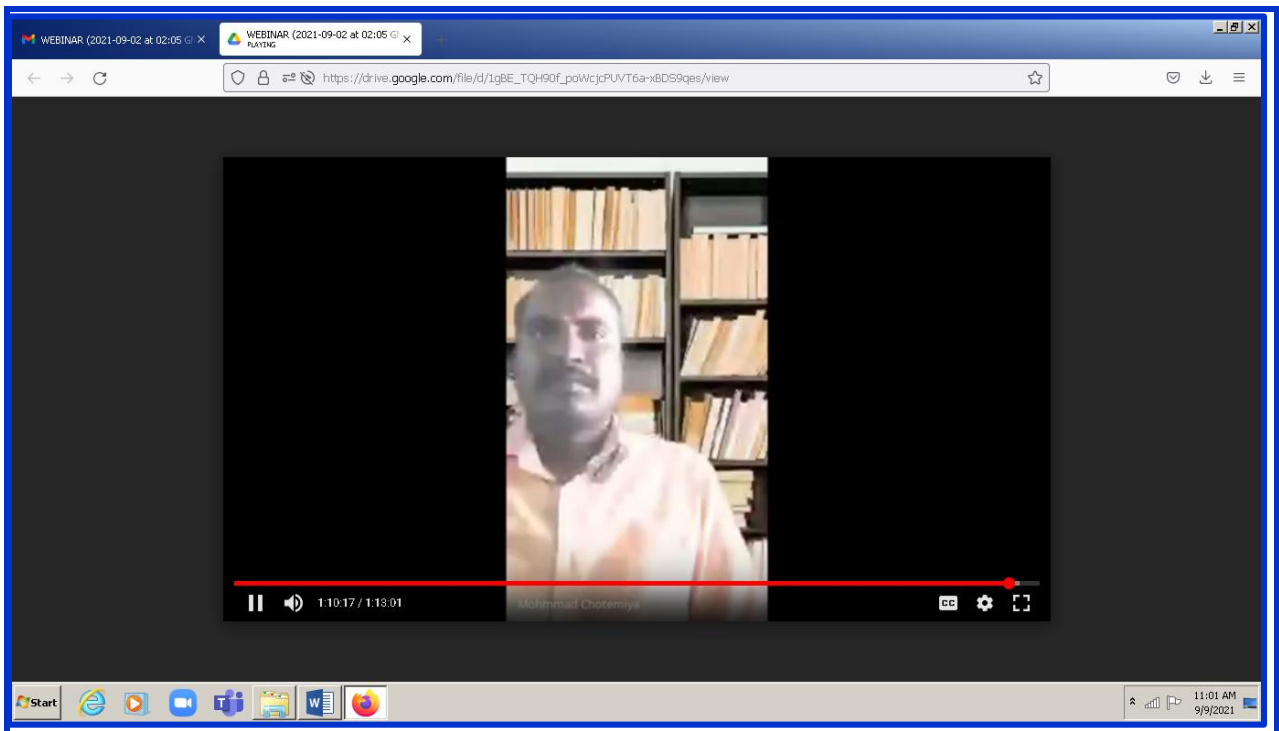 WEBINAR (2021-09-02 at 02:05 G
WEBINAR (2021-09-02 at 02:05 G
PLAYING
https://drive.google.com/file/d/1gBE_TQH90f_poWcjcPUVT6a-xBDS9qes/view
1:10:17 / 1:13:01
Mohmmad Chotemiya
CC
Start
W
11:01 AM
9/9/2021